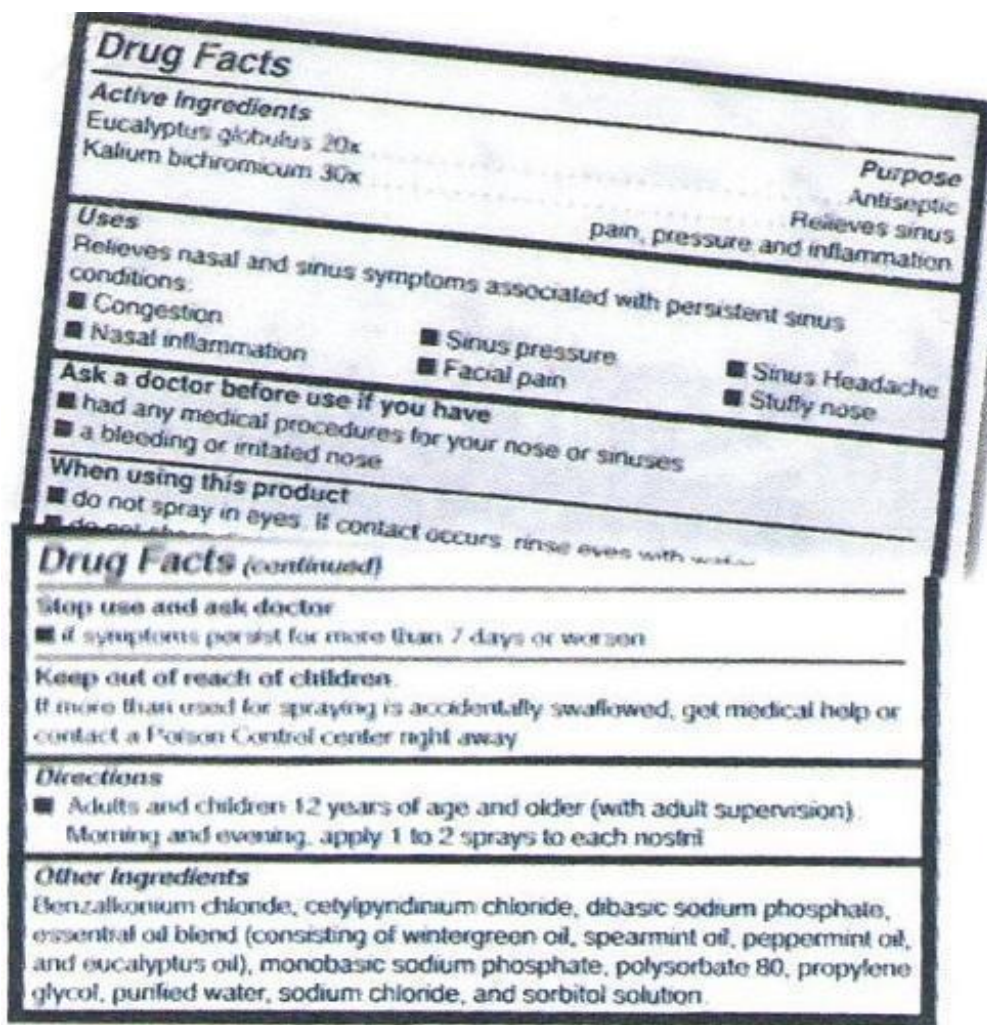 Drug Facts
Active Ingredients
Purpose
Eucalyptus globulus 20x
Antiseptic
Kalium bichromicum 30x
Relieves sinus
pain, pressure and inflammation
Uses
Relieves nasal and sinus symptoms associated with persistent sinus
conditions:
■ Congestion ■ Sinus pressure ■ Sinus Headache
■ Nasal inflammation ■ Facial pain ■ Stuffy nose
Ask a doctor before use if you have
■ had any medical procedures for your nose or sinuses
■ a bleeding or irritated nose
When using this product
■ do not spray in eyes. If contact occurs, rinse eyes with water
■ do not
Drug Facts (continued)
Stop use and ask doctor
■ if symptoms persist for more than 7 days or worsen
Keep out of reach of children.
If more than used for spraying is accidentally swallowed, get medical help or
contact a Poison Control center right away
Directions
■ Adults and children 12 years of age and older (with adult supervision).
Morning and evening, apply 1 to 2 sprays to each nostril
Other Ingredients
Benzalkonium chloride, cetylpyridinium chloride, dibasic sodium phosphate,
essential oil blend (consisting of wintergreen oil, spearmint oil, peppermint oil,
and eucalyptus oil), monobasic sodium phosphate, polysorbate 80, propylene
glycol, purified water, sodium chloride, and sorbitol solution.